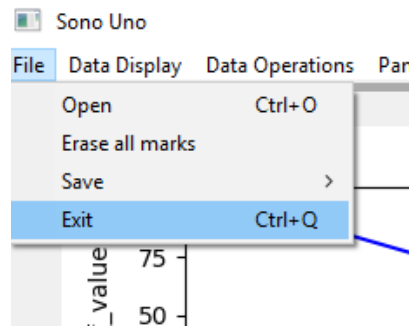 Sono Uno
File Data Display Data Operations
Open Ctrl+O
Erase all marks
Save >
Exit Ctrl+Q
75
50